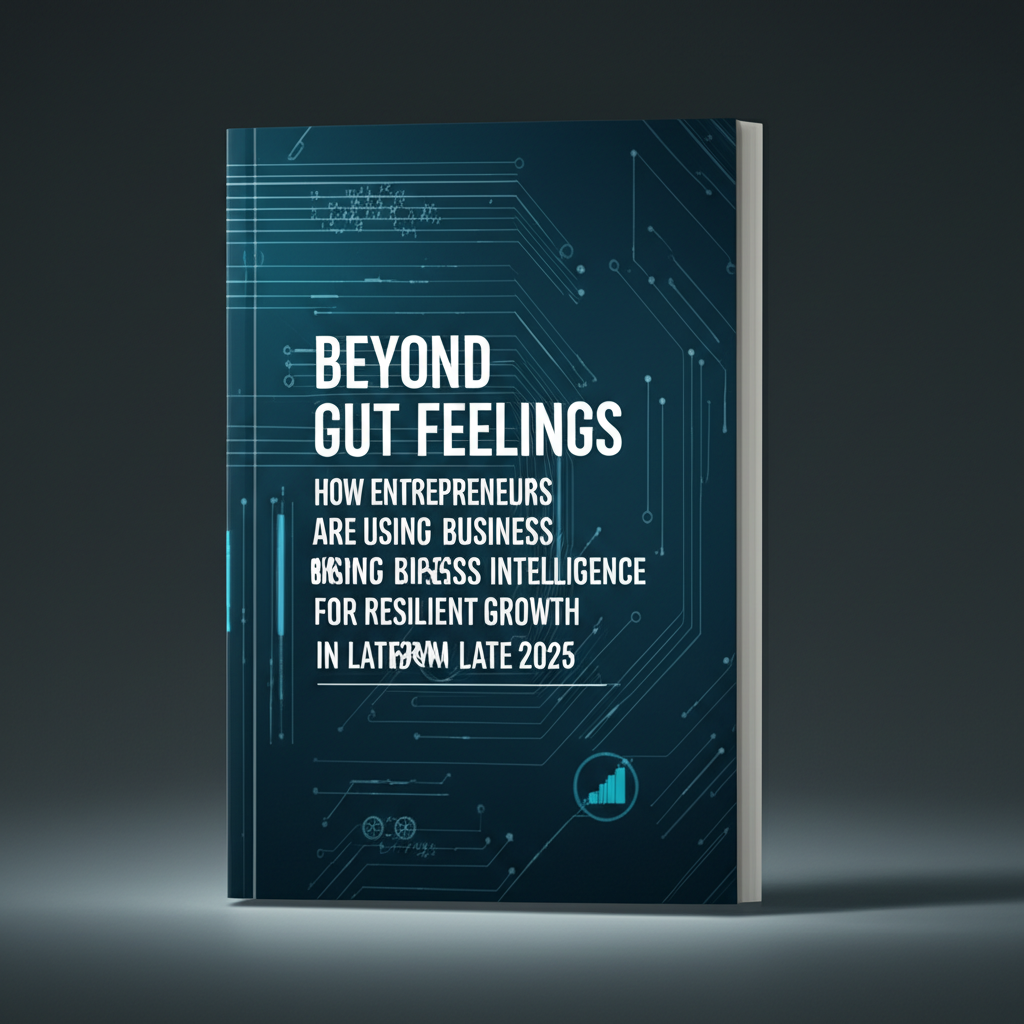 BEYOND
GUT FEELINGS
HOW ENTREPRENEURS
ARE USING BUSINESS
INTELLIGENCE
FOR RESILIENT GROWTH
IN LATE 2025